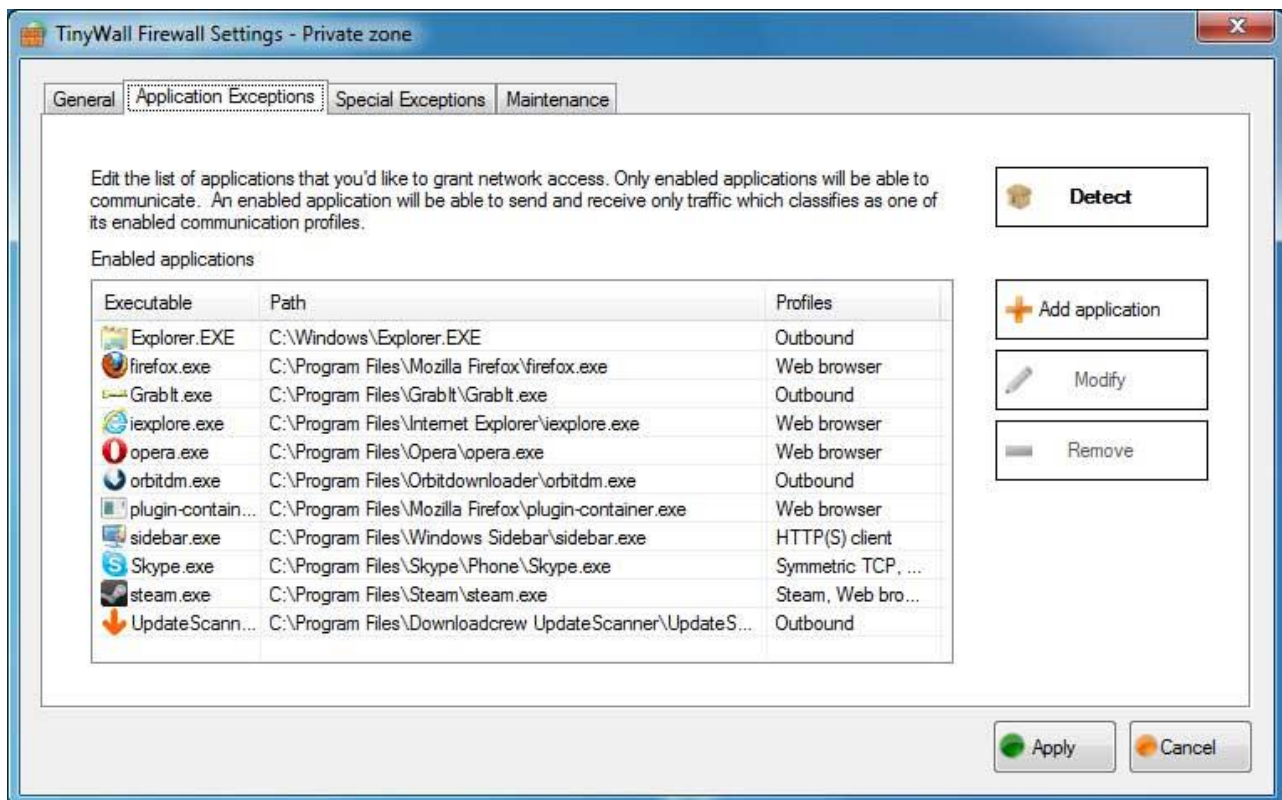 TinyWall Firewall Settings - Private zone
General Application Exceptions Special Exceptions Maintenance
Edit the list of applications that you'd like to grant network access. Only enabled applications will be able to
communicate. An enabled application will be able to send and receive only traffic which classifies as one of
its enabled communication profiles.
Detect
Enabled applications
Executable Path Profiles
Explorer.EXE C:\Windows\Explorer.EXE Outbound
firefox.exe C:\Program Files\Mozilla Firefox\firefox.exe Web browser
GrabIt.exe C:\Program Files\GrabIt\GrabIt.exe Outbound
iexplore.exe C:\Program Files\Internet Explorer\iexplore.exe Web browser
opera.exe C:\Program Files\Opera\opera.exe Web browser
orbitdm.exe C:\Program Files\Orbitdownloader\orbitdm.exe Outbound
plugin-contain... C:\Program Files\Mozilla Firefox\plugin-container.exe Web browser
sidebar.exe C:\Program Files\Windows Sidebar\sidebar.exe HTTP(S) client
Skype.exe C:\Program Files\Skype\Phone\Skype.exe Symmetric TCP, ...
steam.exe C:\Program Files\Steam\steam.exe Steam, Web bro...
UpdateScann... C:\Program Files\Downloadcrew UpdateScanner\UpdateS... Outbound
Add application
Modify
Remove
Apply Cancel